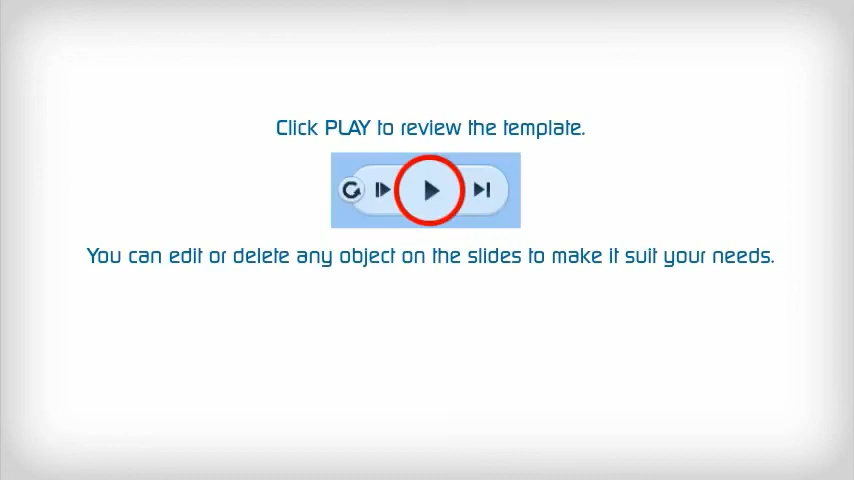 Click PLAY to review the template.
You can edit or delete any object on the slides to make it suit your needs.